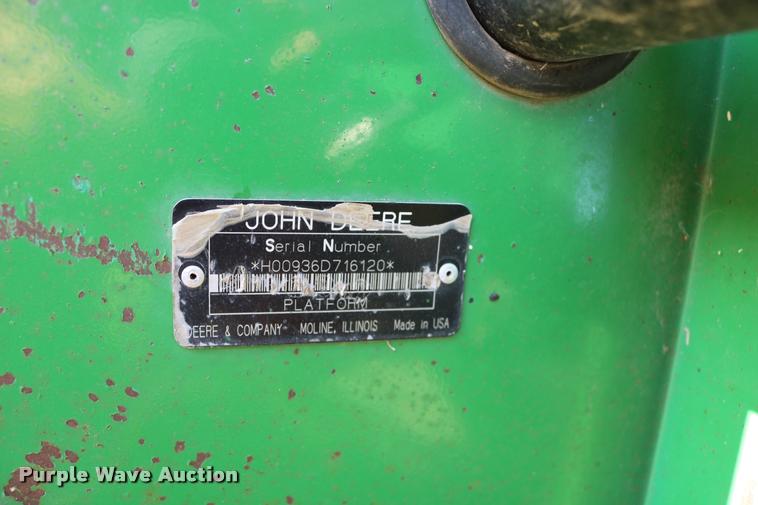 JOHN DEERE
Serial Number
*H00936D716120*
PLATFORM
DEERE & COMPANY MOLINE, ILLINOIS Made in USA
Purple Wave Auction